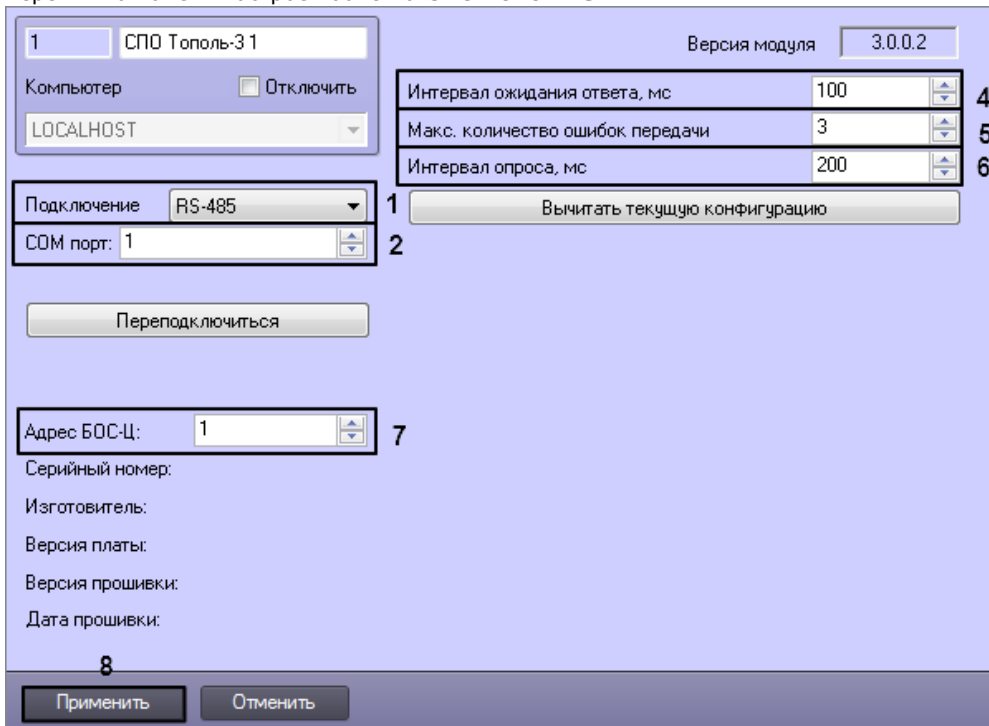 1 СПО Тополь-3 1
Компьютер Отключить
LOCALHOST
Версия модуля 3.0.0.2
Интервал ожидания ответа, мс 100 4
Макс. количество ошибок передачи 3 5
Интервал опроса, мс 200 6
Вычитать текущую конфигурацию
Подключение RS-485 1
COM порт: 1 2
Переподключиться
Адрес БОС-Ц: 1 7
Серийный номер:
Изготовитель:
Версия платы:
Версия прошивки:
Дата прошивки:
8
Применить Отменить